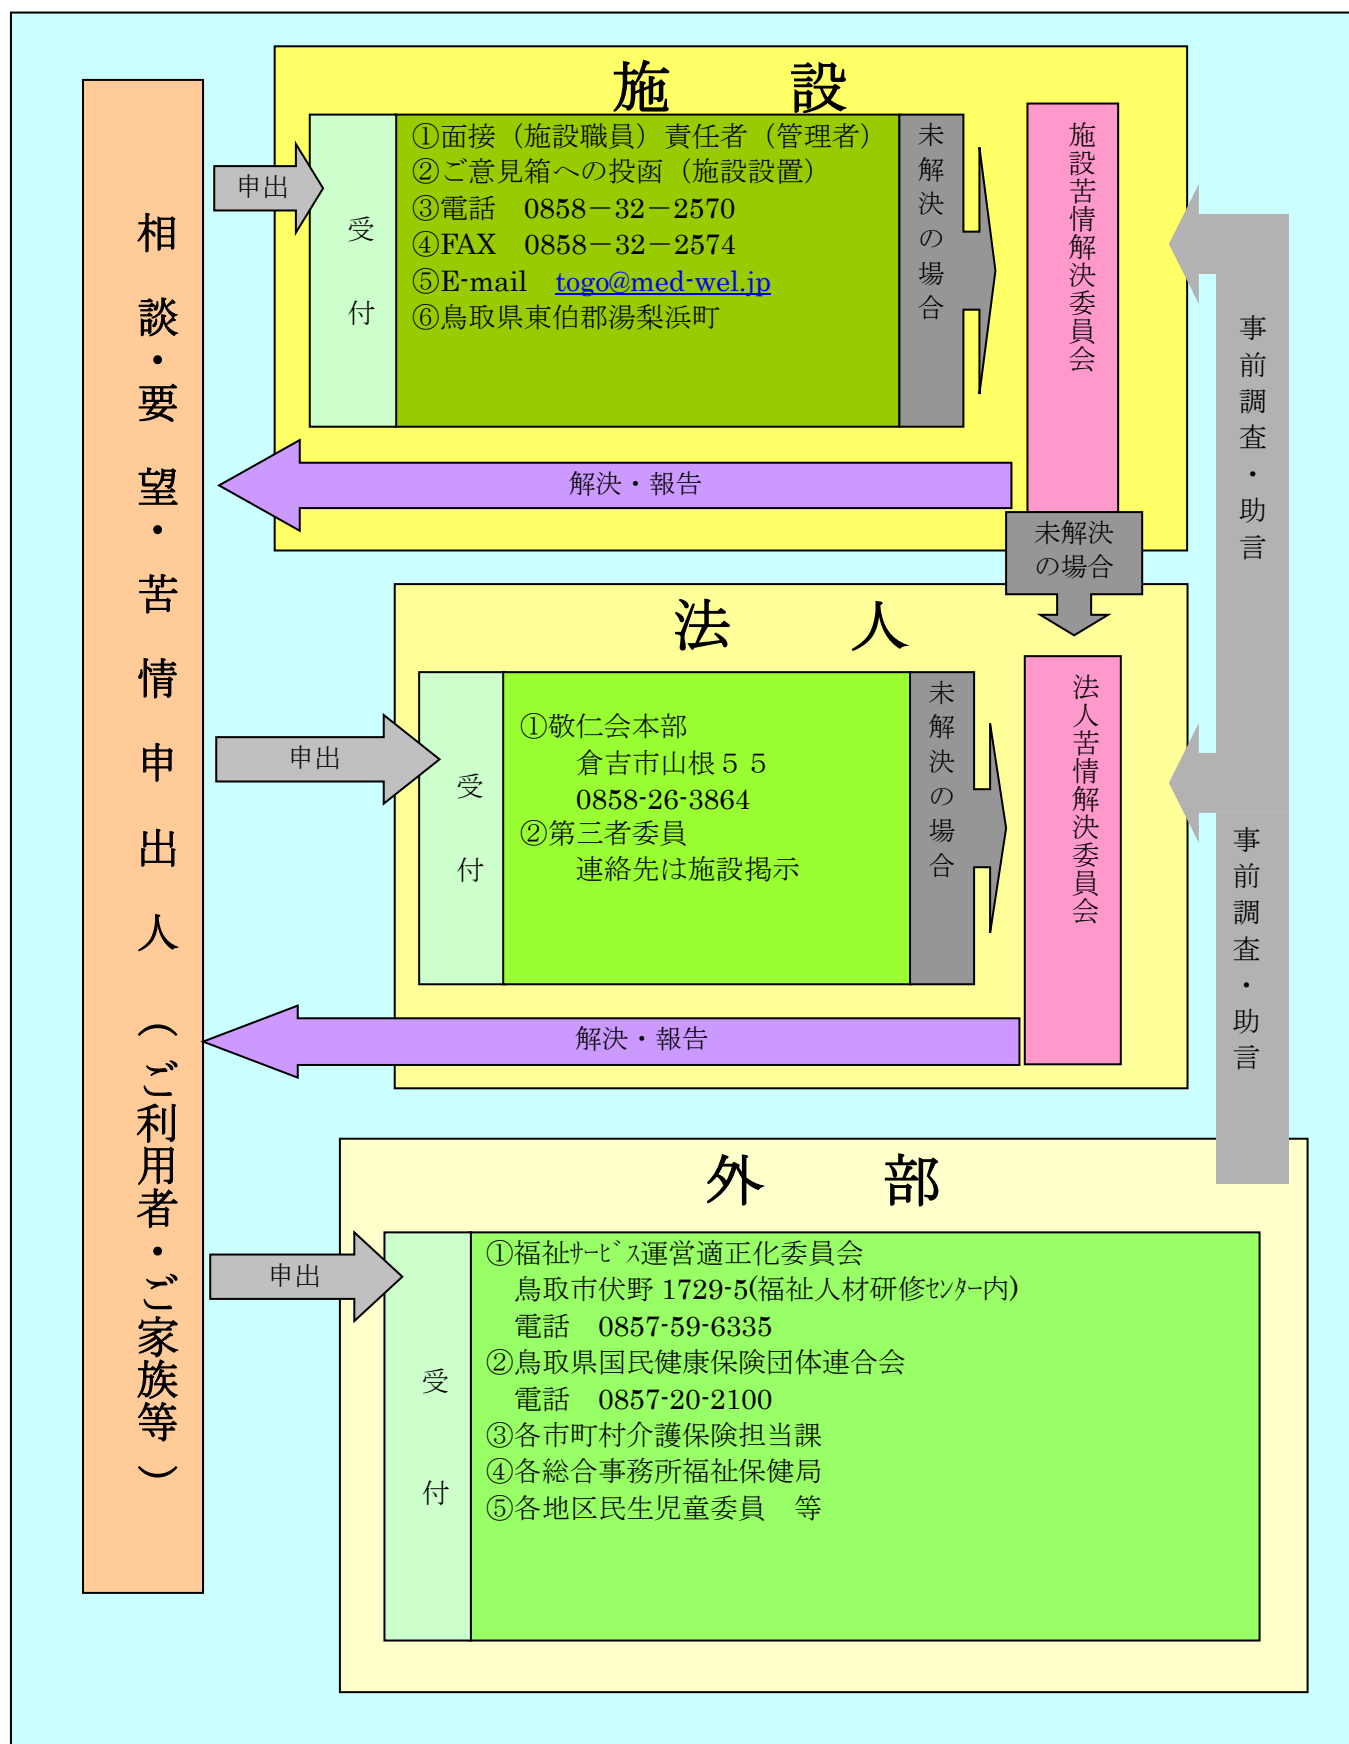 相談・要望・苦情申出人（ご利用者・ご家族等）
施　設
申出
受付
①面接（施設職員）責任者（管理者）
②ご意見箱への投函（施設設置）
③電話　0858－32－2570
④FAX　0858－32－2574
⑤E-mail　togo@med-wel.jp
⑥鳥取県東伯郡湯梨浜町
未解決の場合
施設苦情解決委員会
解決・報告
未解決
の場合
事前調査・助言
法　人
申出
受付
①敬仁会本部
倉吉市山根５５
0858-26-3864
②第三者委員
連絡先は施設掲示
未解決の場合
法人苦情解決委員会
解決・報告
事前調査・助言
外　部
申出
受付
①福祉ｻｰﾋﾞｽ運営適正化委員会
鳥取市伏野 1729-5(福祉人材研修ｾﾝﾀｰ内)
電話　0857-59-6335
②鳥取県国民健康保険団体連合会
電話　0857-20-2100
③各市町村介護保険担当課
④各総合事務所福祉保健局
⑤各地区民生児童委員　等